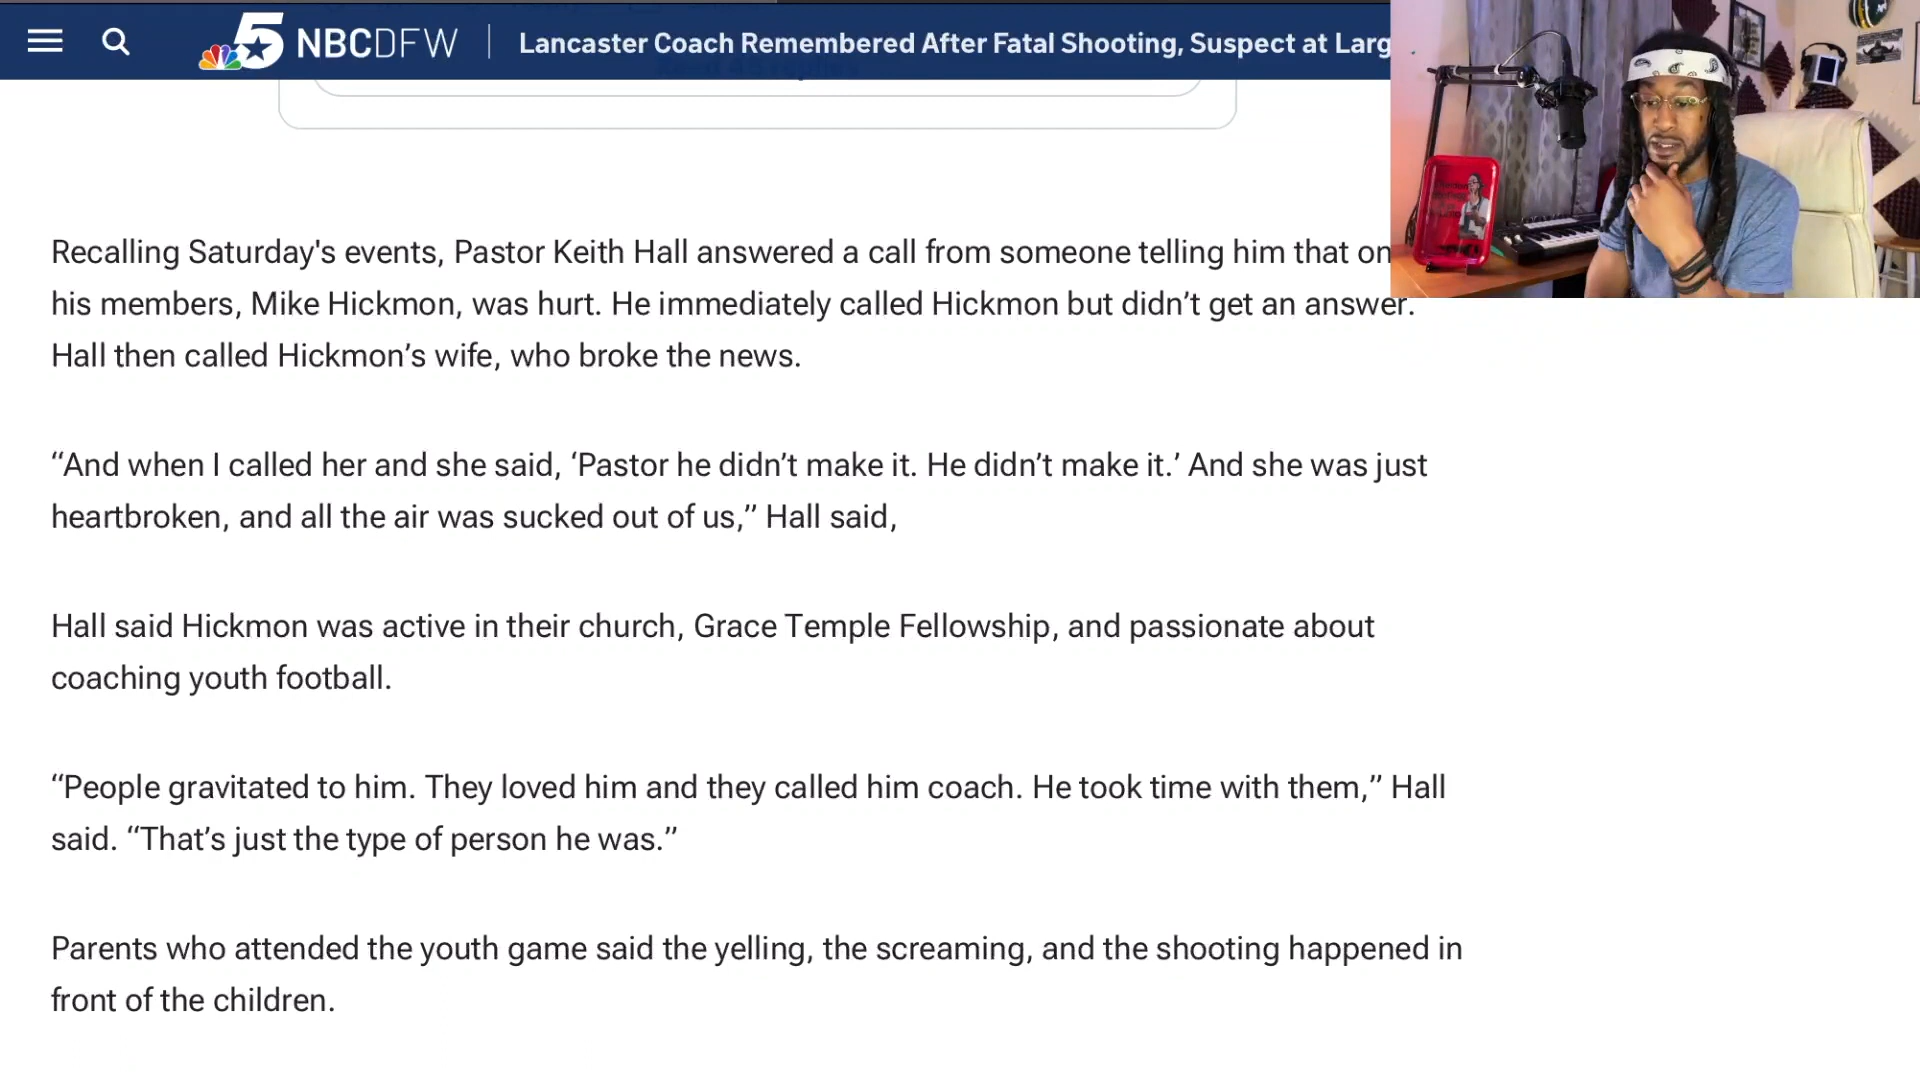 5 NBCDFW | Lancaster Coach Remembered After Fatal Shooting, Suspect at Larg
Recalling Saturday's events, Pastor Keith Hall answered a call from someone telling him that on
his members, Mike Hickmon, was hurt. He immediately called Hickmon but didn’t get an answer.
Hall then called Hickmon’s wife, who broke the news.
“And when I called her and she said, ‘Pastor he didn’t make it. He didn’t make it.’ And she was just
heartbroken, and all the air was sucked out of us,” Hall said,
Hall said Hickmon was active in their church, Grace Temple Fellowship, and passionate about
coaching youth football.
“People gravitated to him. They loved him and they called him coach. He took time with them,” Hall
said. “That’s just the type of person he was.”
Parents who attended the youth game said the yelling, the screaming, and the shooting happened in
front of the children.